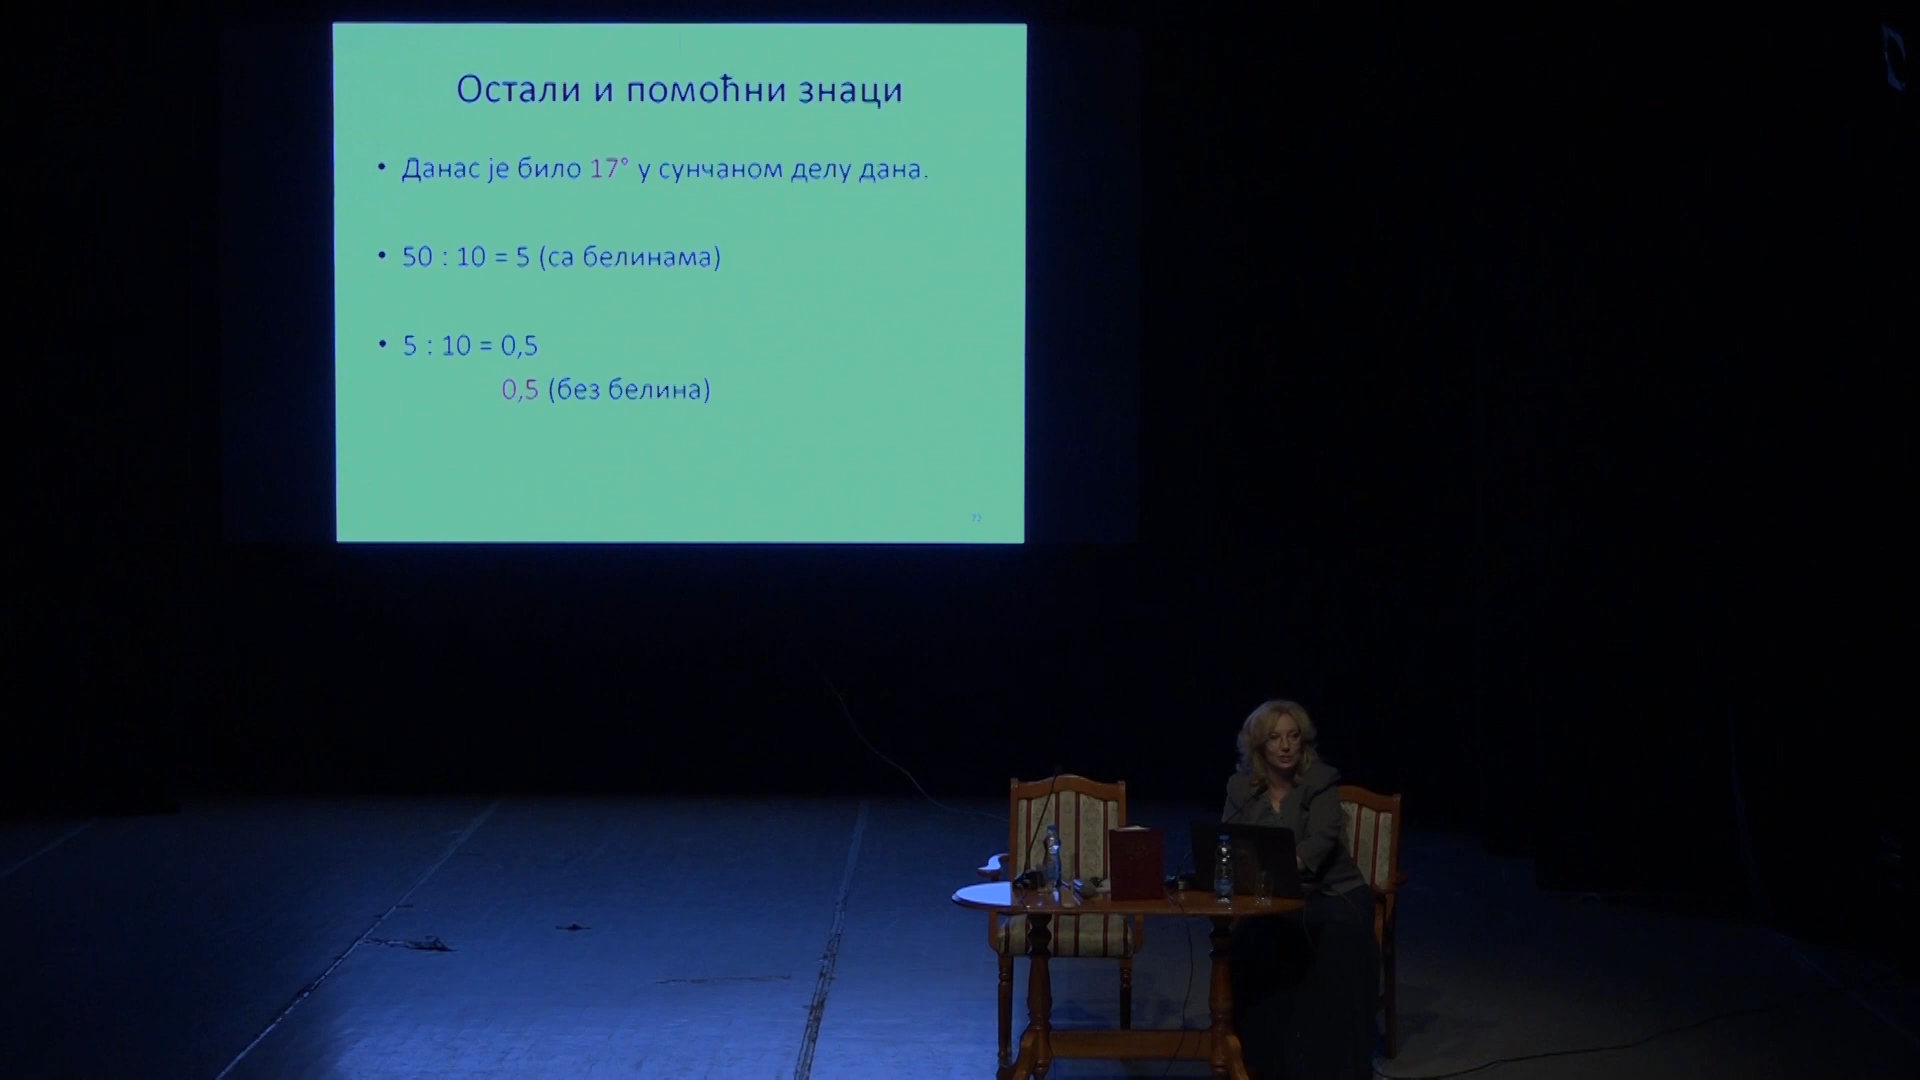 Остали и помоћни знаци
• Данас је било 17° у сунчаном делу дана.
• 50 : 10 = 5 (са белинама)
• 5 : 10 = 0,5
0,5 (без белина)